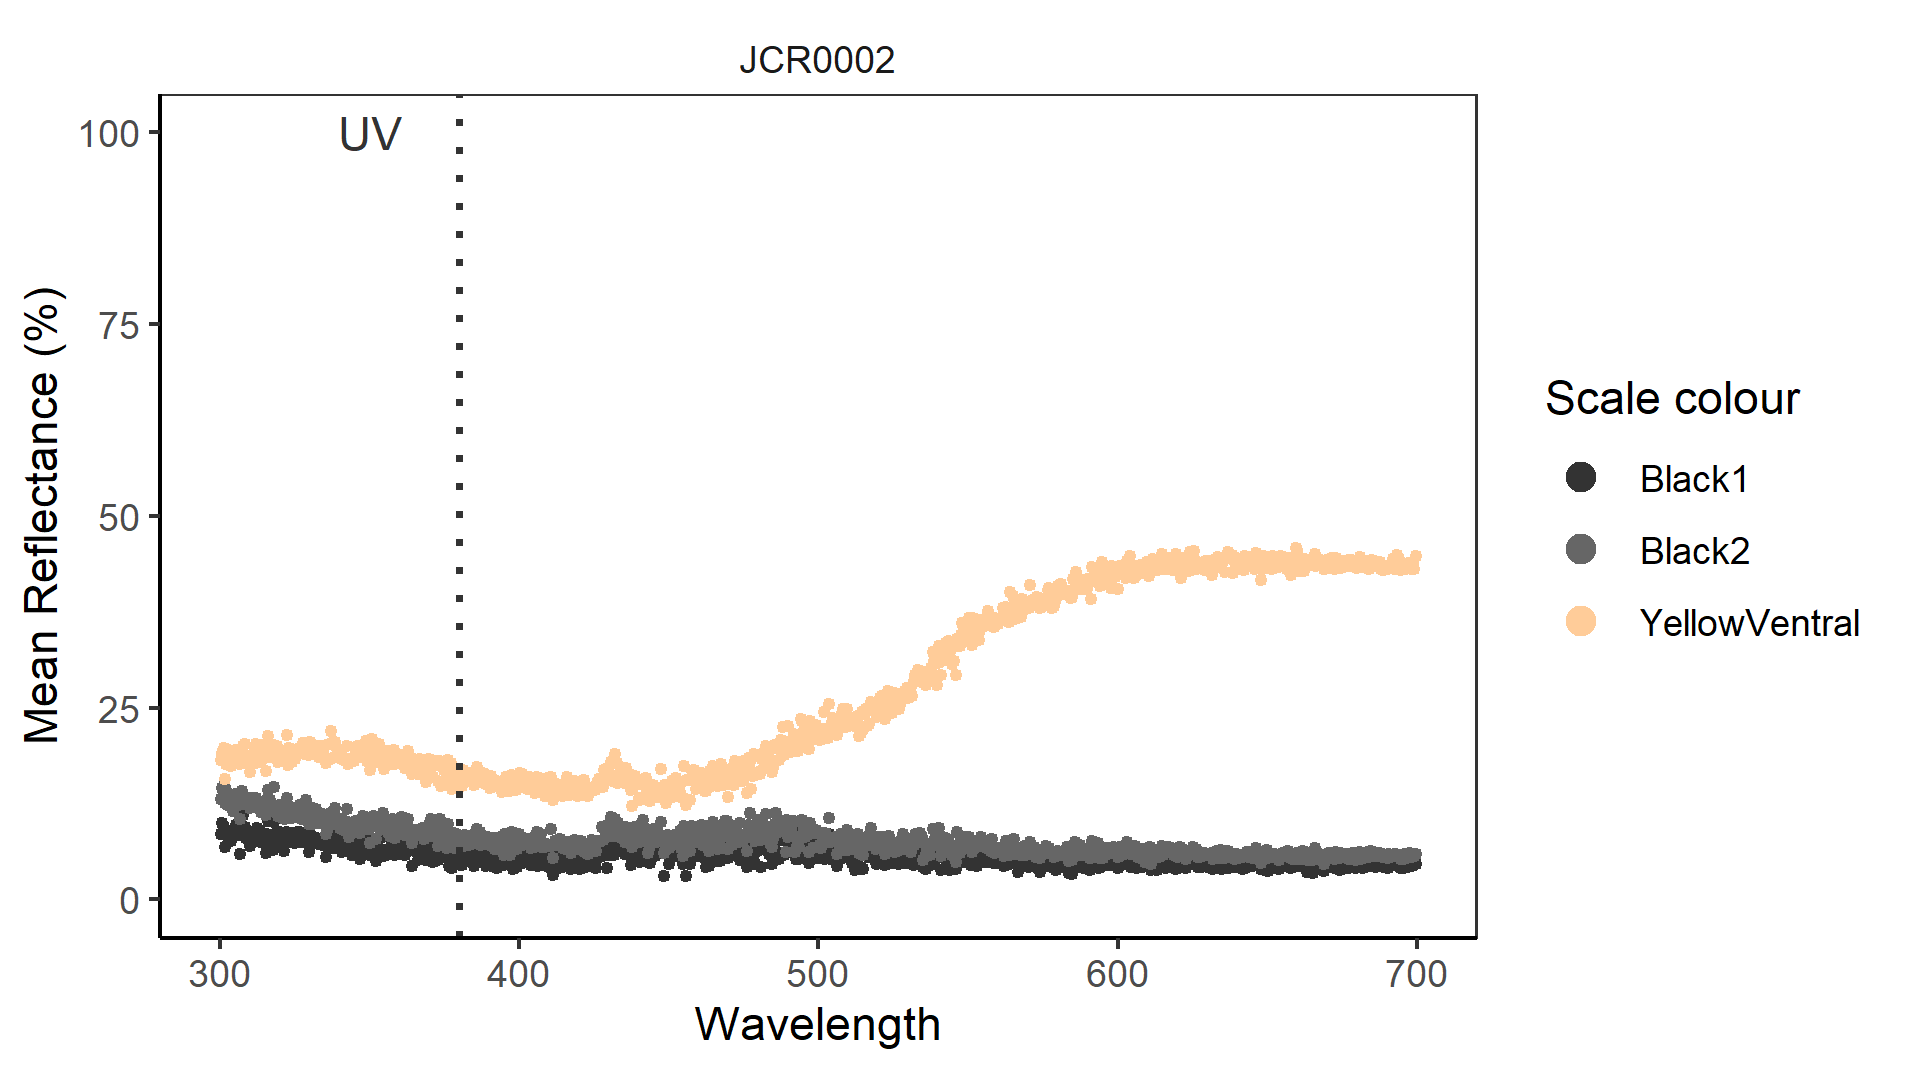 JCR0002
UV
100
75
50
25
0
Mean Reflectance (%)
300 400 500 600 700
Wavelength
Scale colour
Black1
Black2
YellowVentral